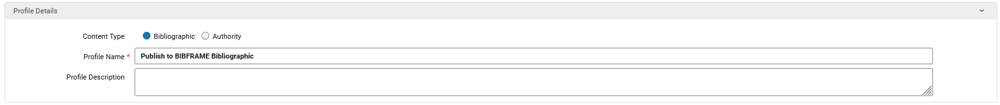 Profile Details
Content Type Bibliographic Authority
Profile Name * Publish to BIBFRAME Bibliographic
Profile Description